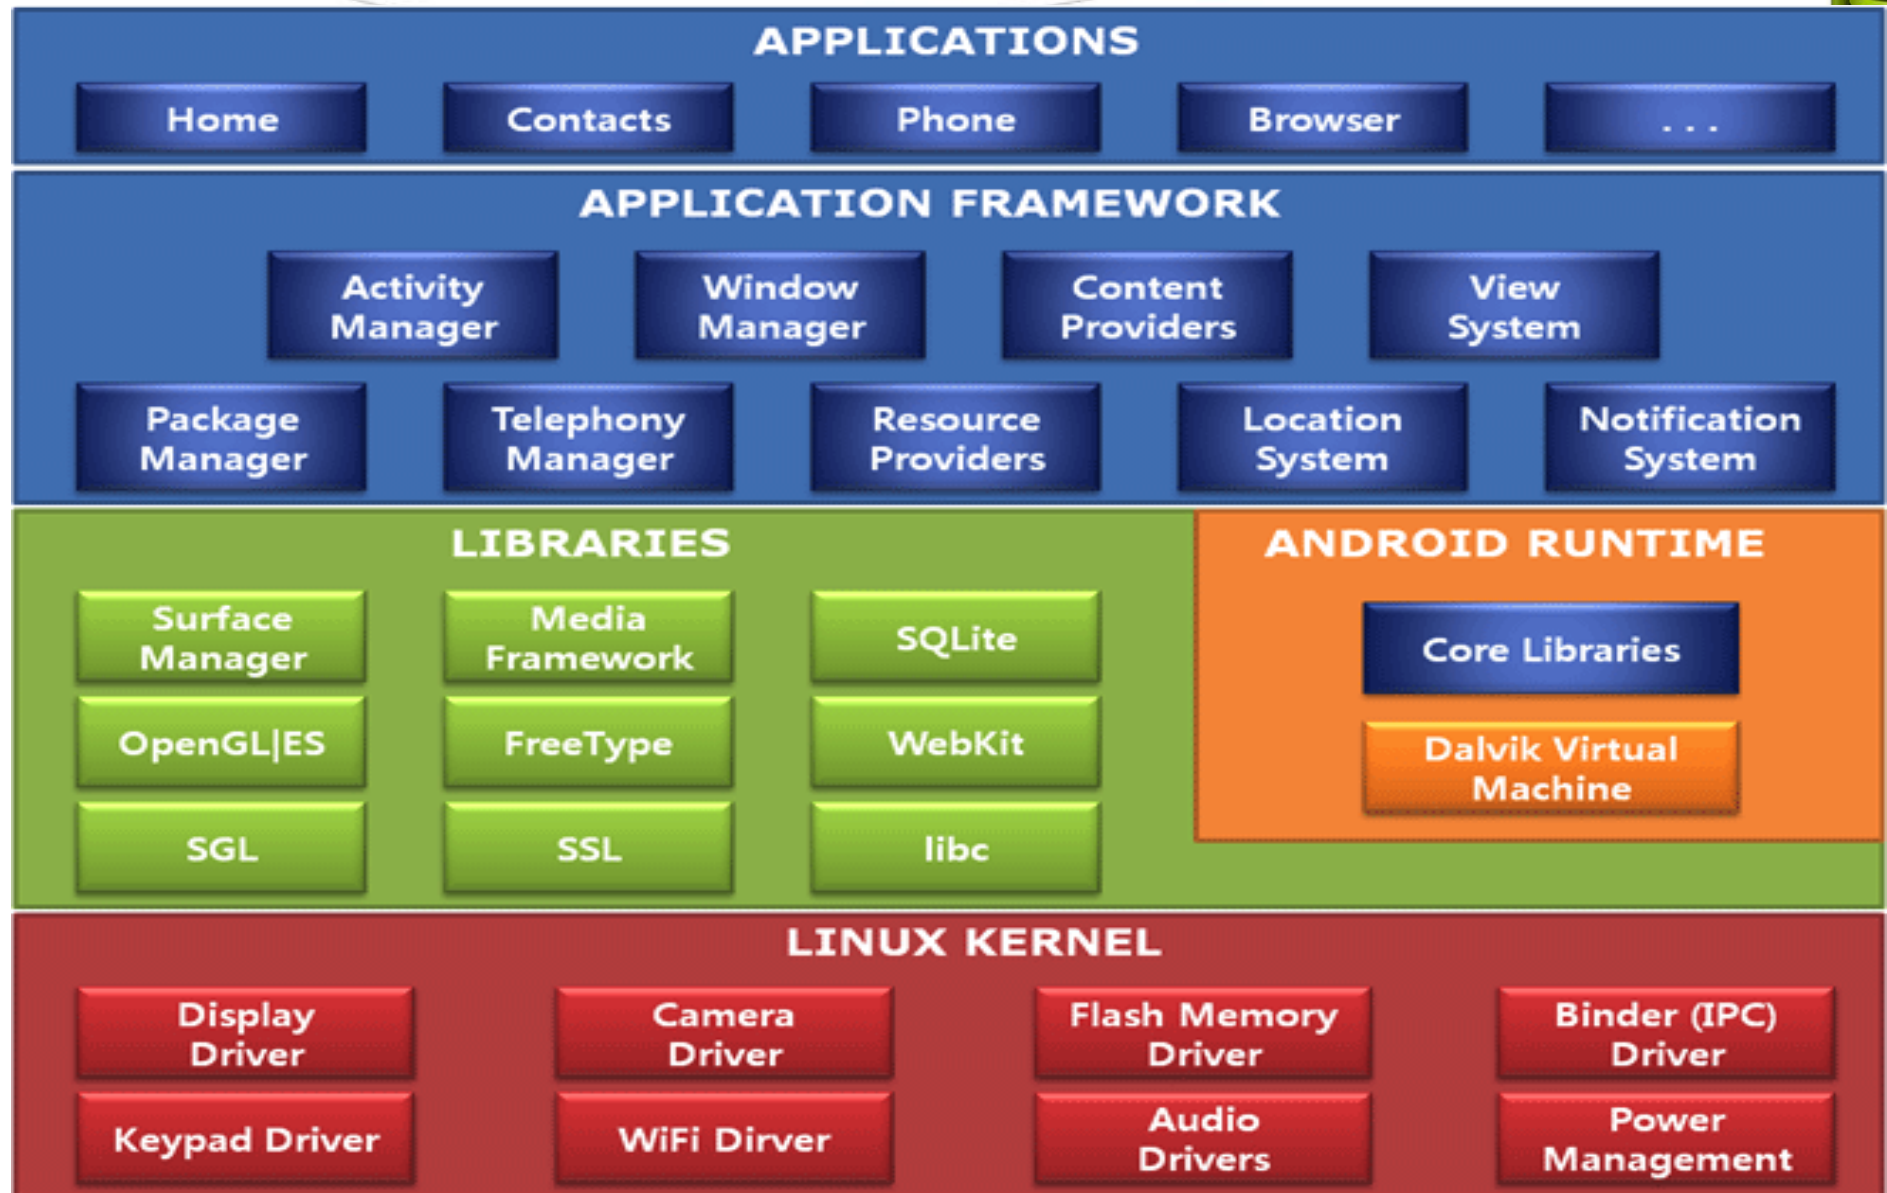 APPLICATIONS
Home
Contacts
Phone
Browser
...
APPLICATION FRAMEWORK
Activity
Manager
Window
Manager
Content
Providers
View
System
Package
Manager
Telephony
Manager
Resource
Providers
Location
System
Notification
System
LIBRARIES
Surface
Manager
Media
Framework
SQLite
OpenGL|ES
FreeType
WebKit
SGL
SSL
libc
ANDROID RUNTIME
Core Libraries
Dalvik Virtual
Machine
LINUX KERNEL
Display
Driver
Camera
Driver
Flash Memory
Driver
Binder (IPC)
Driver
Keypad Driver
WiFi Dirver
Audio
Drivers
Power
Management